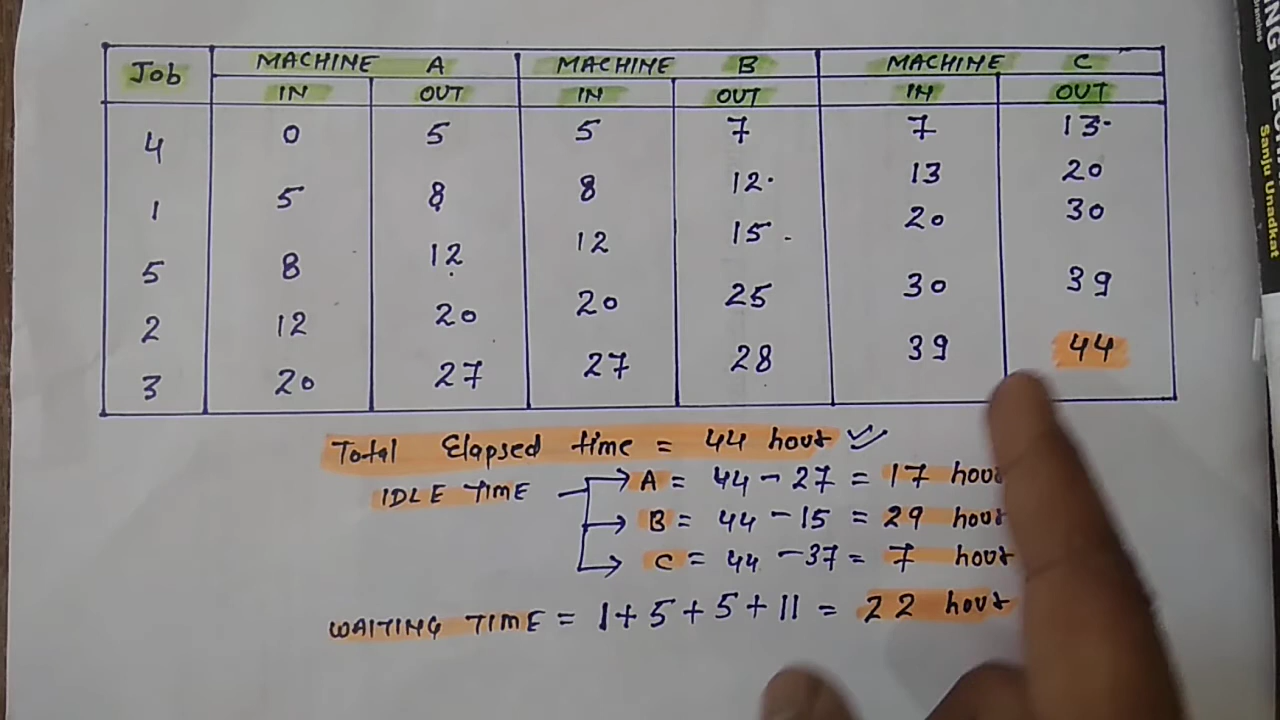 Job MACHINE A MACHINE B MACHINE C
IN OUT IN OUT IN OUT
4 0 5 5 7 7 13
1 5 8 8 12 13 20
5 8 12 12 15 20 30
2 12 20 20 25 30 39
3 20 27 27 28 39 44
Total Elapsed time = 44 hour
IDLE TIME → A = 44 - 27 = 17 hour
→ B = 44 - 15 = 29 hour
→ C = 44 - 37 = 7 hour
WAITING TIME = 1+5+5+11 = 22 hour
Sanju Unadkat